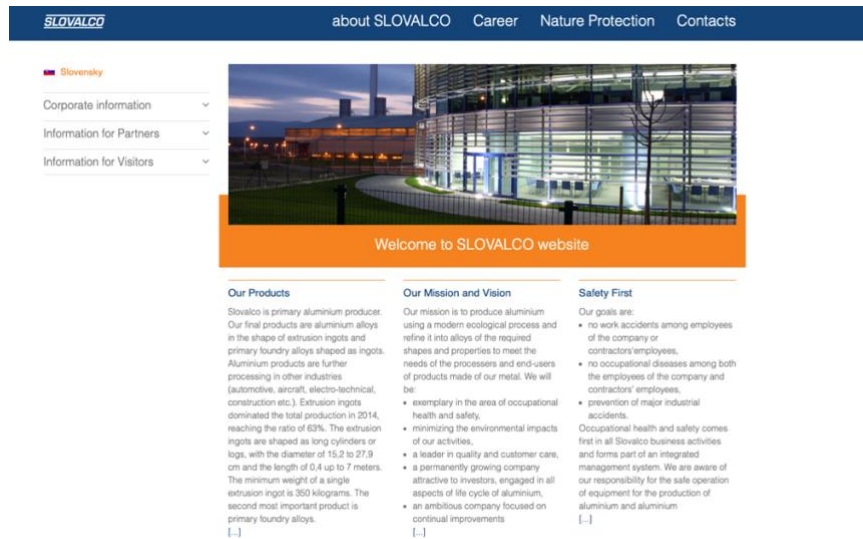 SLOVALCO
about SLOVALCO Career Nature Protection Contacts
Slovensky
Corporate information
Information for Partners
Information for Visitors
Welcome to SLOVALCO website
Our Products
Slovalco is primary aluminium producer.
Our final products are aluminium alloys
in the shape of extrusion ingots and
primary foundry alloys shaped as ingots.
Aluminium products are further
processing in other industries
(automotive, aircraft, electro-technical,
construction etc.). Extrusion ingots
dominated the total production in 2014,
reaching the ratio of 63%. The extrusion
ingots are shaped as long cylinders or
logs, with the diameter of 15,2 to 27,9
cm and the length of 0,4 up to 7 meters.
The minimum weight of a single
extrusion ingot is 350 kilograms. The
second most important product is
primary foundry alloys.
[...]
Our Mission and Vision
Our mission is to produce aluminium
using a modern ecological process and
refine it into alloys of the required
shapes and properties to meet the
needs of the processers and end-users
of products made of our metal. We will
be:
• exemplary in the area of occupational
health and safety,
• minimizing the environmental impacts
of our activities,
• a leader in quality and customer care,
• a permanently growing company
attractive to investors, engaged in all
aspects of life cycle of aluminium,
• an ambitious company focused on
continual improvements
[...]
Safety First
Our goals are:
• no work accidents among employees
of the company or
contractors'employees,
• no occupational diseases among both
the employees of the company and
contractors' employees,
• prevention of major industrial
accidents.
Occupational health and safety comes
first in all Slovalco business activities
and forms part of an integrated
management system. We are aware of
our responsibility for the safe operation
of equipment for the production of
aluminium and aluminium
[...]